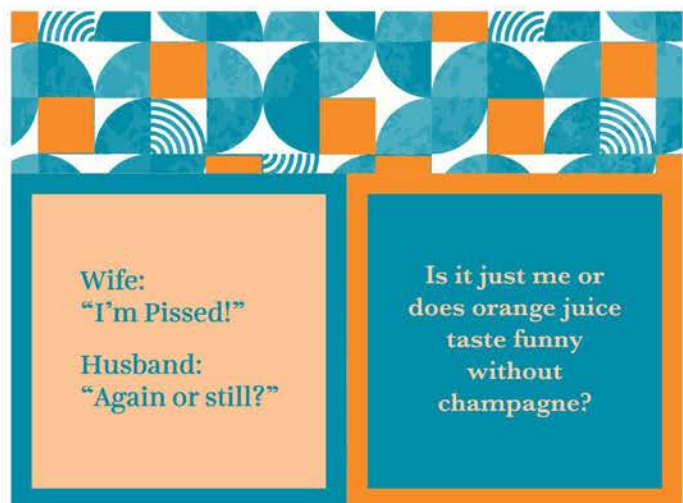 Wife:
“I’m Pissed!”
Husband:
“Again or still?”
Is it just me or
does orange juice
taste funny
without
champagne?